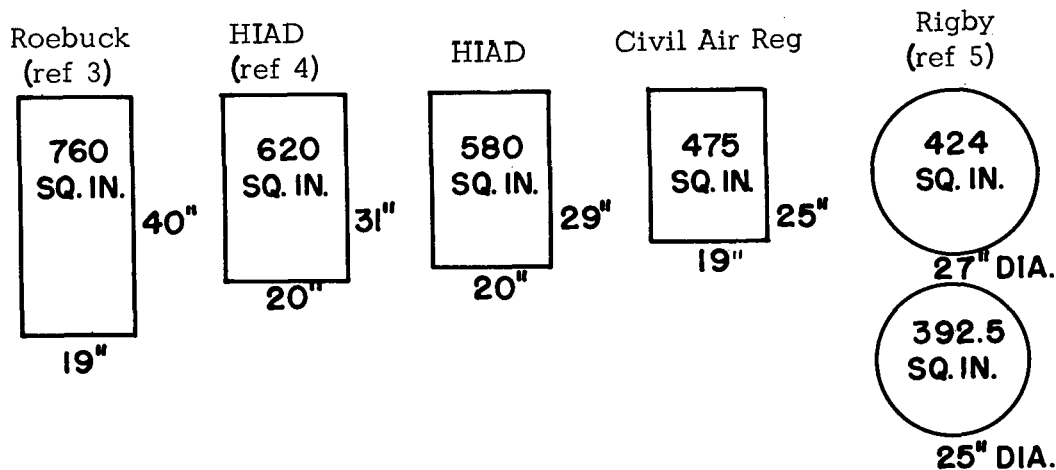 Roebuck
(ref 3)
760
SQ. IN.
40"
19"
HIAD
(ref 4)
620
SQ. IN.
31"
20"
HIAD
580
SQ. IN.
29"
20"
Civil Air Reg
475
SQ. IN.
25"
19"
Rigby
(ref 5)
424
SQ. IN.
27" DIA.
392.5
SQ. IN.
25" DIA.